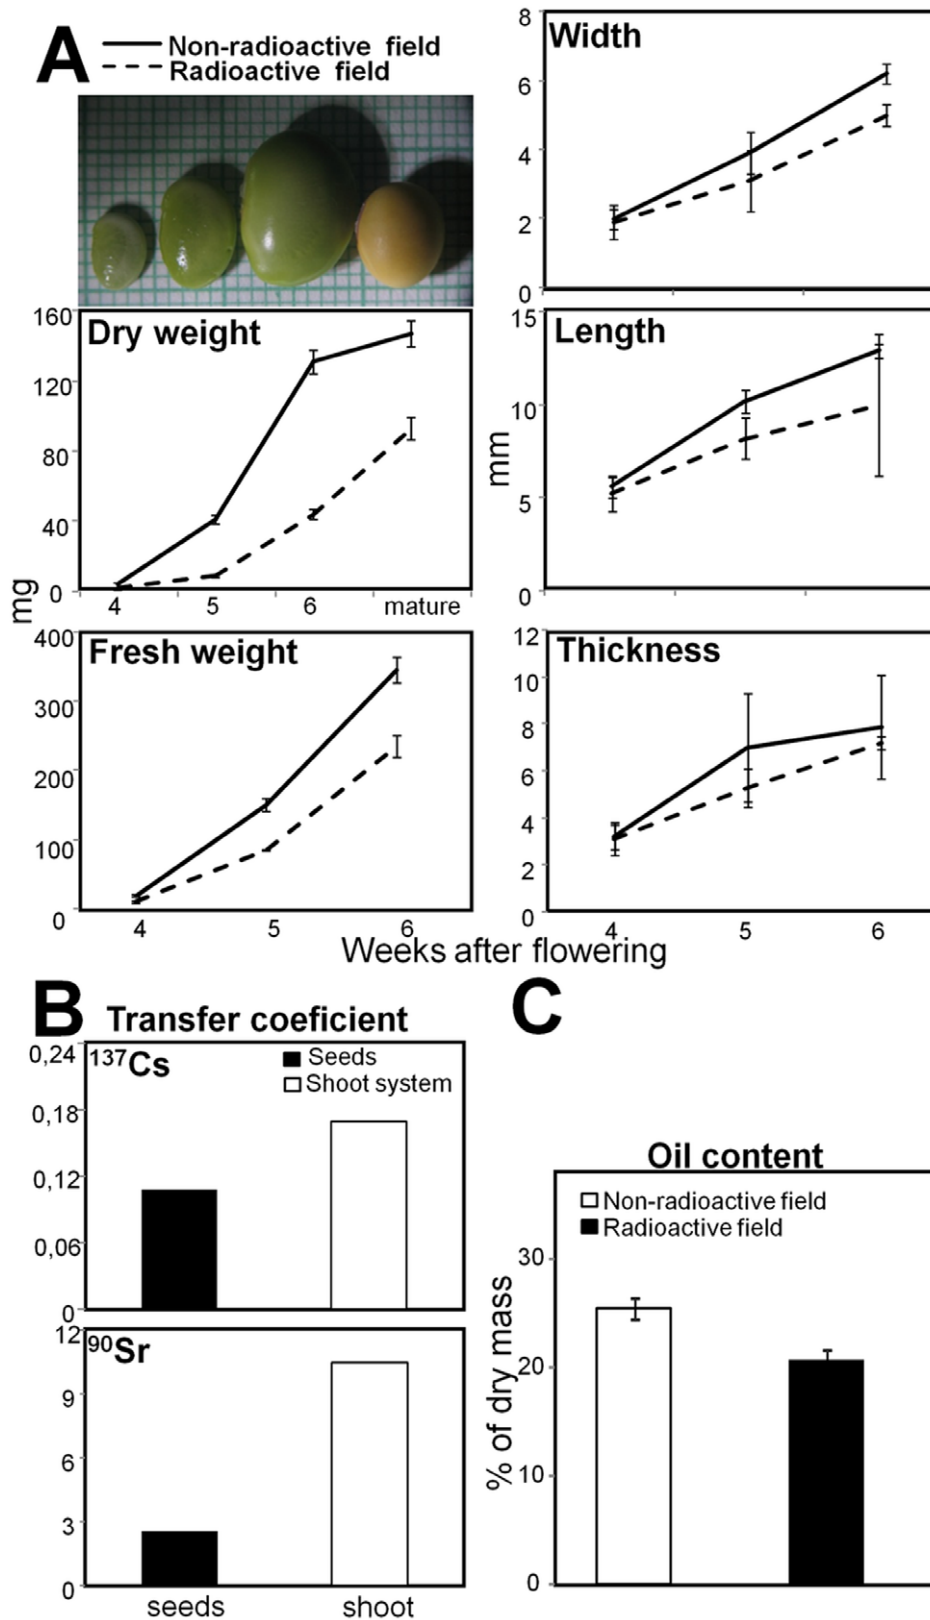 A
Non-radioactive field
Radioactive field
Width
8
6
4
2
0
Dry weight
160
120
80
40
0
4 5 6 mature
mg
Length
15
10
5
0
mm
Fresh weight
400
300
200
100
0
4 5 6
Thickness
12
10
8
6
4
2
0
4 5 6
Weeks after flowering
B
Transfer coeficient
137Cs
Seeds
Shoot system
0,24
0,18
0,12
0,06
0
90Sr
12
9
6
3
0
seeds shoot
C
Oil content
Non-radioactive field
Radioactive field
% of dry mass
30
20
10
0